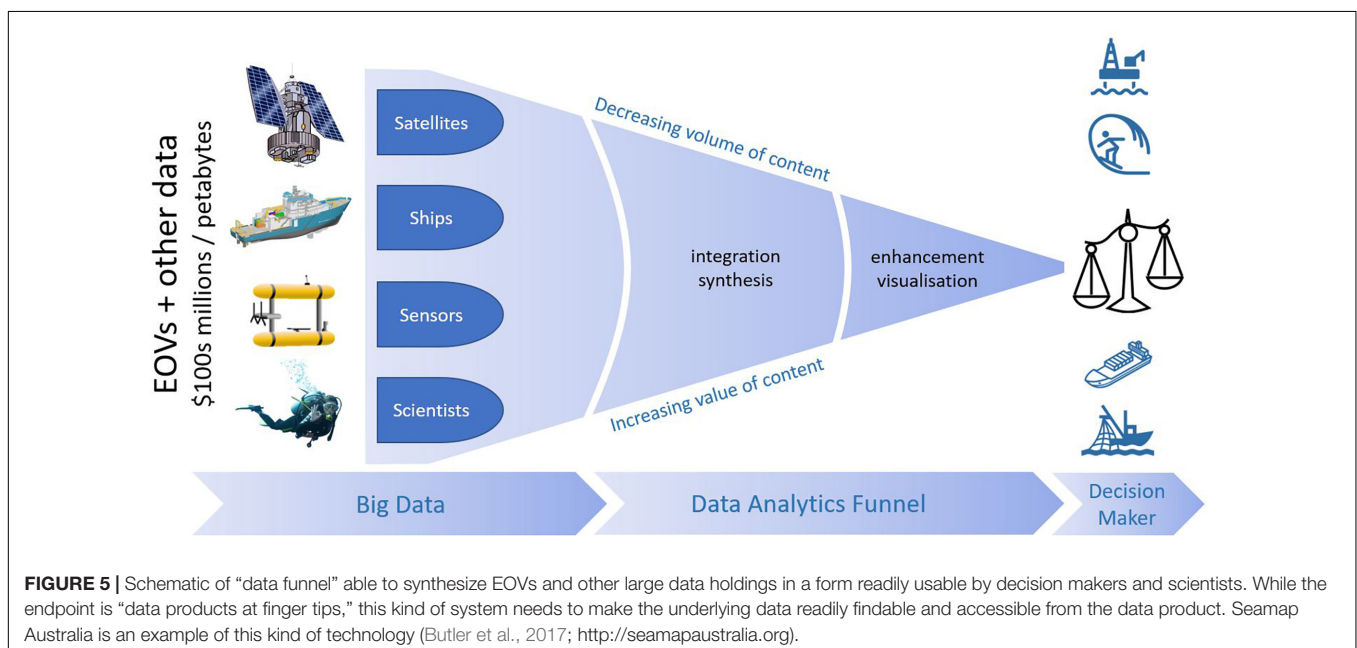 EOVs + other data
$100s millions / petabytes
Satellites
Ships
Sensors
Scientists
Decreasing volume of content
integration
synthesis
enhancement
visualisation
Increasing value of content
Big Data
Data Analytics Funnel
Decision
Maker
FIGURE 5 | Schematic of “data funnel” able to synthesize EOVs and other large data holdings in a form readily usable by decision makers and scientists. While the
endpoint is “data products at finger tips,” this kind of system needs to make the underlying data readily findable and accessible from the data product. Seamap
Australia is an example of this kind of technology (Butler et al., 2017; http://seamapaustralia.org).